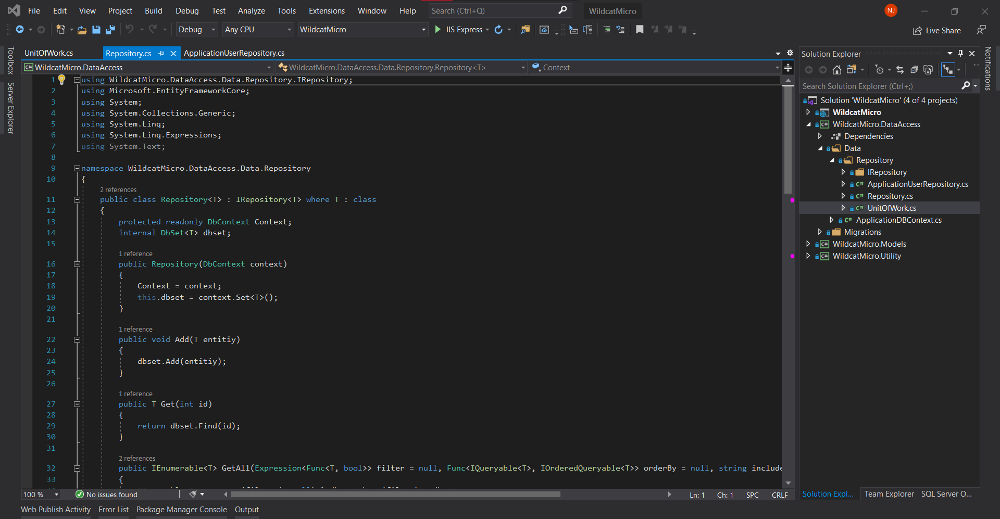 File Edit View Project Build Debug Test Analyze Tools Extensions Window Help Search (Ctrl+Q) WildcatMicro NJ
Debug Any CPU WildcatMicro IIS Express Live Share
Toolbox
Server Explorer
UnitOfWork.cs Repository.cs ApplicationUserRepository.cs
WildcatMicro.DataAccess WildcatMicro.DataAccess.Data.Repository.Repository<T> Context
1 using WildcatMicro.DataAccess.Data.Repository.IRepository;
2 using Microsoft.EntityFrameworkCore;
3 using System;
4 using System.Collections.Generic;
5 using System.Linq;
6 using System.Linq.Expressions;
7 using System.Text;
8
9 namespace WildcatMicro.DataAccess.Data.Repository
10 {
2 references
11 public class Repository<T> : IRepository<T> where T : class
12 {
13 protected readonly DbContext Context;
14 internal DbSet<T> dbset;
15
1 reference
16 public Repository(DbContext context)
17 {
18 Context = context;
19 this.dbset = context.Set<T>();
20 }
21
1 reference
22 public void Add(T entitiy)
23 {
24 dbset.Add(entitiy);
25 }
26
1 reference
27 public T Get(int id)
28 {
29 return dbset.Find(id);
30 }
31
2 references
32 public IEnumerable<T> GetAll(Expression<Func<T, bool>> filter = null, Func<IQueryable<T>, IOrderedQueryable<T>> orderBy = null, string include
33 {
100 % No issues found Ln: 1 Ch: 1 SPC CRLF
Web Publish Activity Error List Package Manager Console Output
Solution Explorer
Search Solution Explorer (Ctrl+;)
Solution 'WildcatMicro' (4 of 4 projects)
WildcatMicro
C# WildcatMicro.DataAccess
Dependencies
Data
Repository
IRepository
C# ApplicationUserRepository.cs
C# Repository.cs
C# UnitOfWork.cs
C# ApplicationDBContext.cs
Migrations
C# WildcatMicro.Models
C# WildcatMicro.Utility
Solution Expl... Team Explorer SQL Server O...
Notifications